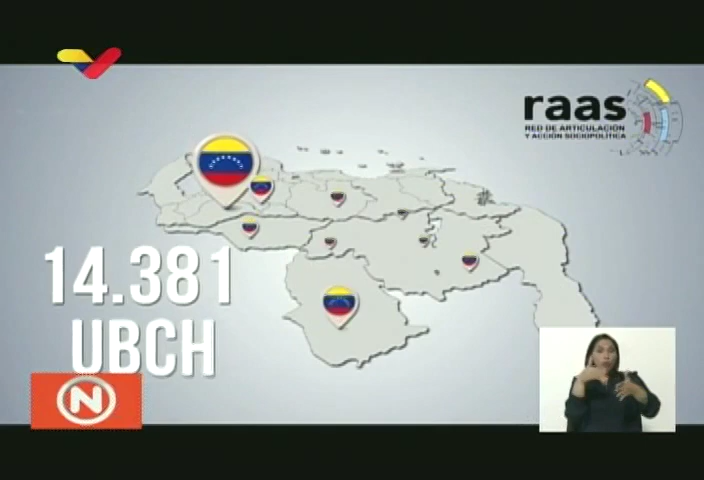 raas
RED DE ARTICULACIÓN
Y ACCIÓN SOCIOPOLÍTICA
14.381
UBCH
N